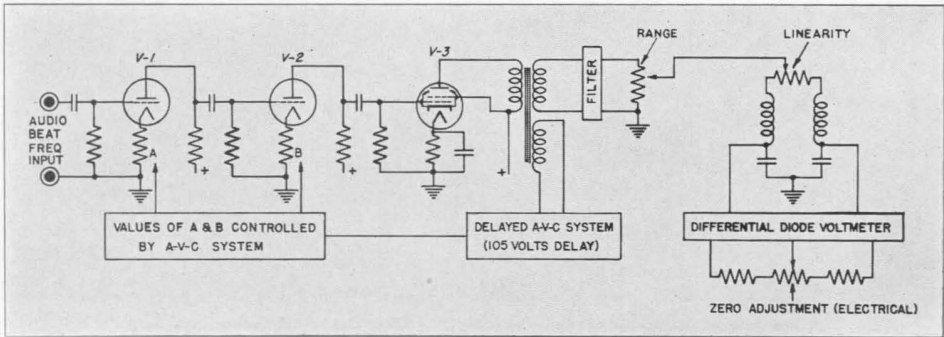 V-1
V-2
V-3
RANGE
LINEARITY
FILTER
AUDIO
BEAT
FREQ
INPUT
A
B
+
+
+
VALUES OF A & B CONTROLLED
BY A-V-C SYSTEM
DELAYED A-V-C SYSTEM
(105 VOLTS DELAY)
DIFFERENTIAL DIODE VOLTMETER
ZERO ADJUSTMENT (ELECTRICAL)